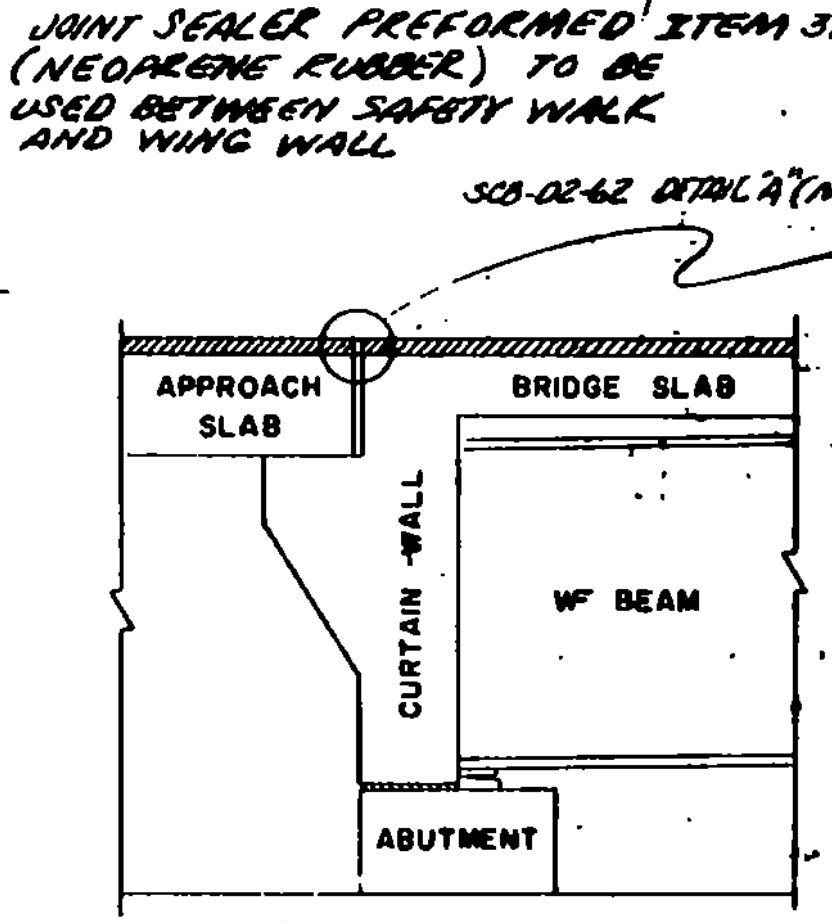 JOINT SEALER PREFORMED ITEM 3
(NEOPRENE RUBBER) TO BE
USED BETWEEN SAFETY WALK
AND WING WALL
SCB-02-62 DETAIL "A" (
APPROACH
SLAB
BRIDGE SLAB
CURTAIN WALL
WF BEAM
ABUTMENT